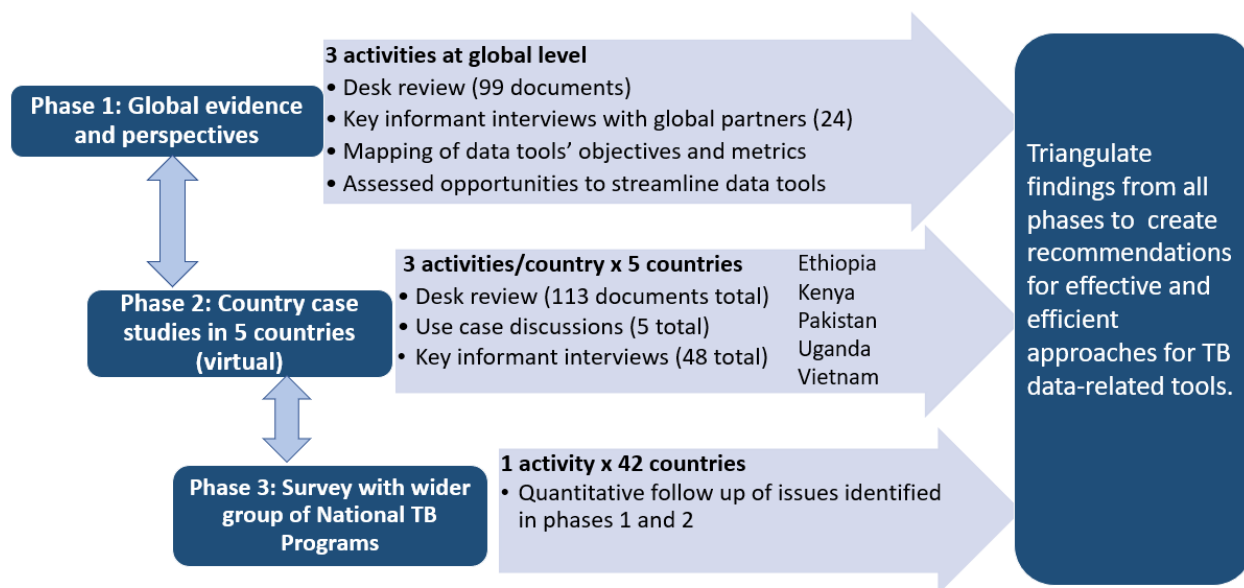 Phase 1: Global evidence
and perspectives
3 activities at global level
• Desk review (99 documents)
• Key informant interviews with global partners (24)
• Mapping of data tools’ objectives and metrics
• Assessed opportunities to streamline data tools
Phase 2: Country case
studies in 5 countries
(virtual)
3 activities/country x 5 countries
• Desk review (113 documents total)
• Use case discussions (5 total)
• Key informant interviews (48 total)
Ethiopia
Kenya
Pakistan
Uganda
Vietnam
Phase 3: Survey with wider
group of National TB
Programs
1 activity x 42 countries
• Quantitative follow up of issues identified
in phases 1 and 2
Triangulate
findings from all
phases to create
recommendations
for effective and
efficient
approaches for TB
data-related tools.